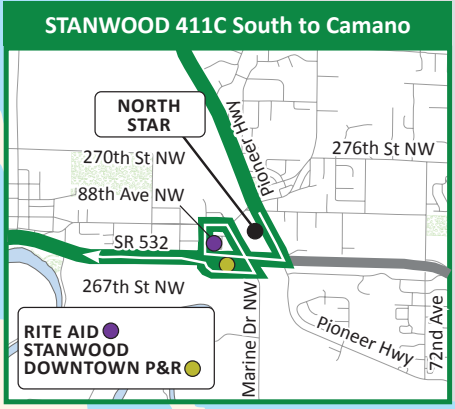 STANWOOD 411C South to Camano
NORTH
STAR
Pioneer Hwy
276th St NW
270th St NW
88th Ave NW
SR 532
267th St NW
Marine Dr NW
Pioneer Hwy
72nd Ave
RITE AID
STANWOOD
DOWNTOWN P&R